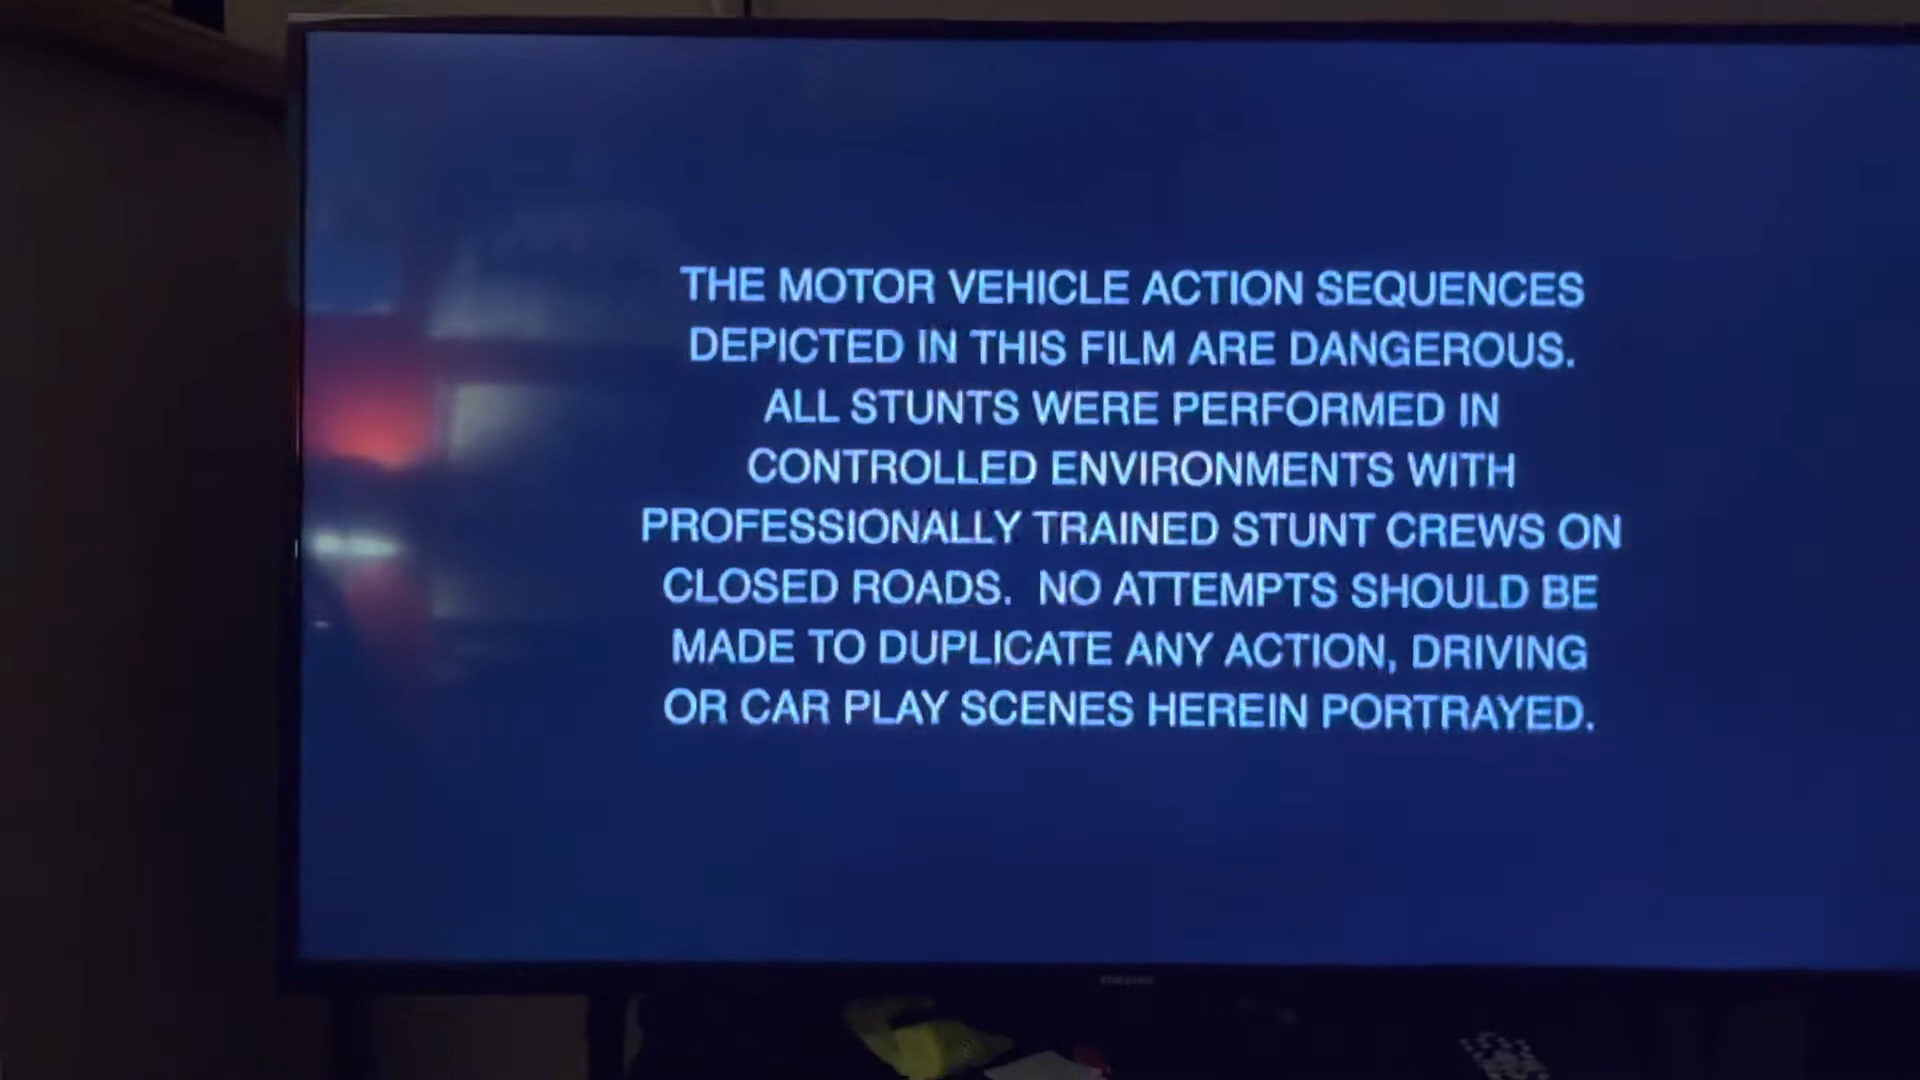 THE MOTOR VEHICLE ACTION SEQUENCES
DEPICTED IN THIS FILM ARE DANGEROUS.
ALL STUNTS WERE PERFORMED IN
CONTROLLED ENVIRONMENTS WITH
PROFESSIONALLY TRAINED STUNT CREWS ON
CLOSED ROADS.  NO ATTEMPTS SHOULD BE
MADE TO DUPLICATE ANY ACTION, DRIVING
OR CAR PLAY SCENES HEREIN PORTRAYED.